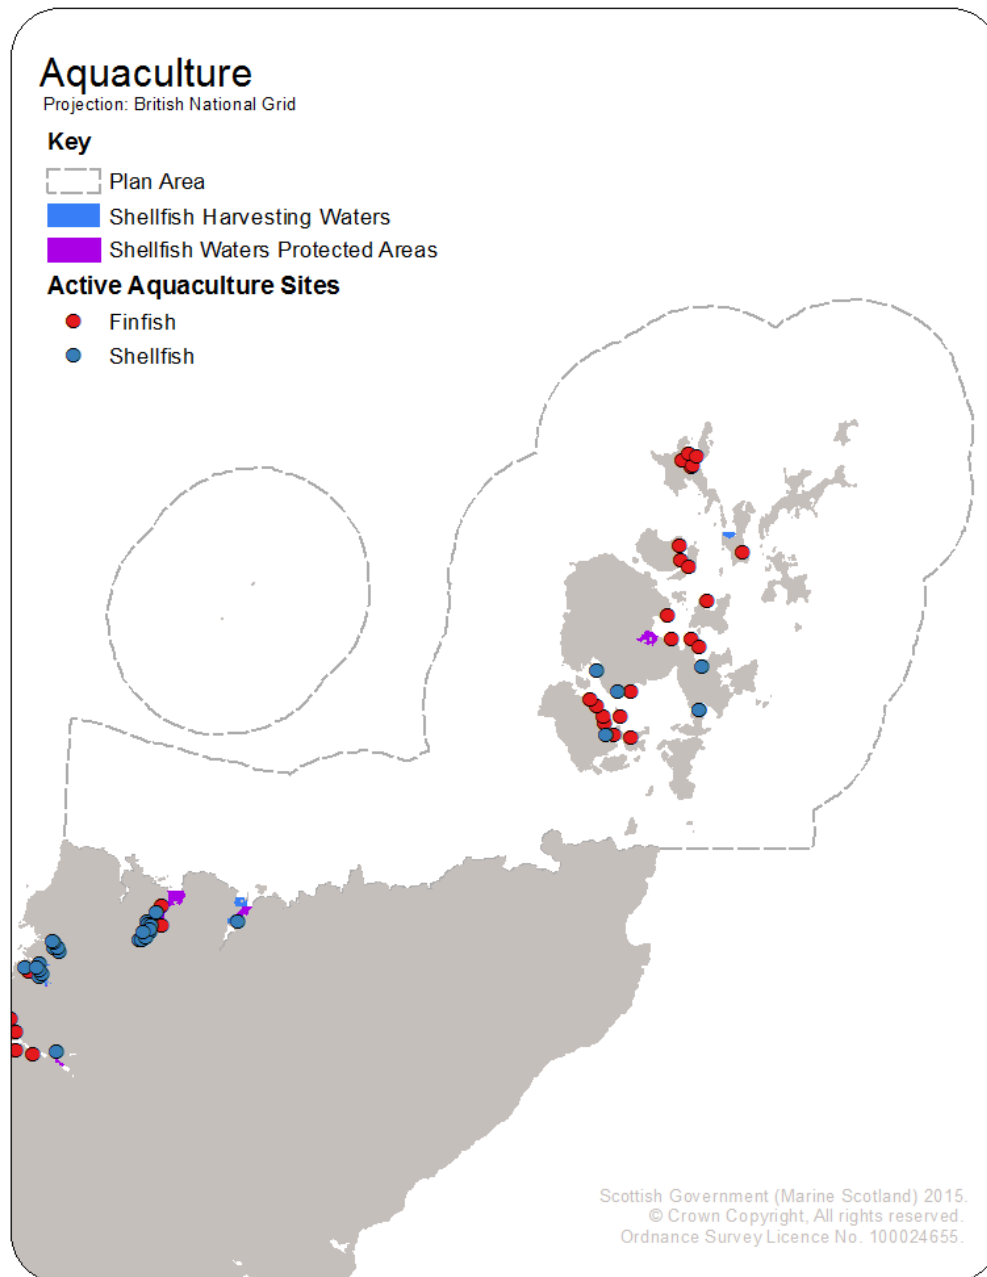 Aquaculture
Projection: British National Grid
Key
Plan Area
Shellfish Harvesting Waters
Shellfish Waters Protected Areas
Active Aquaculture Sites
Finfish
Shellfish
Scottish Government (Marine Scotland) 2015.
© Crown Copyright, All rights reserved.
Ordnance Survey Licence No. 100024655.